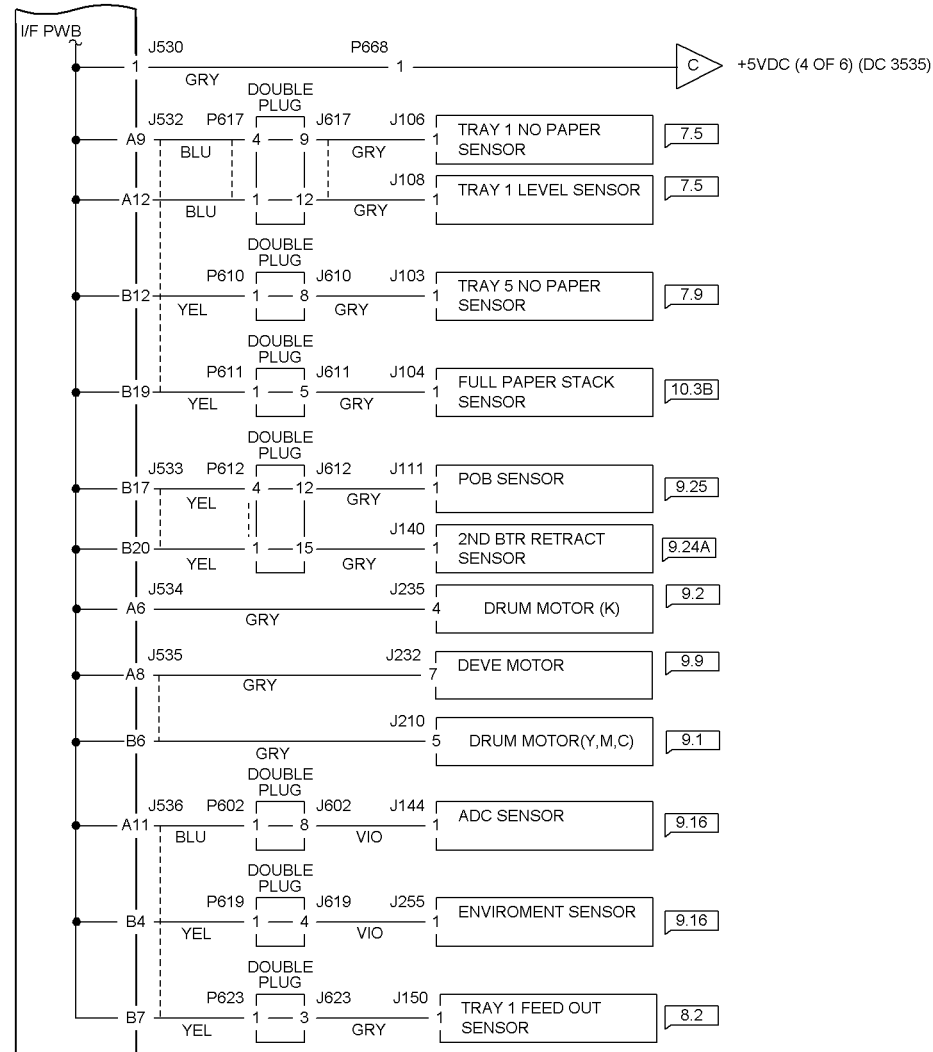 I/F PWB
J530 P668
1 1 C +5VDC (4 OF 6) (DC 3535)
GRY
DOUBLE
PLUG
J532 P617 J617 J106
A9 4 9 1 TRAY 1 NO PAPER 7.5
BLU GRY SENSOR
J108
A12 1 12 1 TRAY 1 LEVEL SENSOR 7.5
BLU GRY
DOUBLE
PLUG
P610 J610 J103
B12 1 8 1 TRAY 5 NO PAPER 7.9
YEL GRY SENSOR
DOUBLE
PLUG
P611 J611 J104
B19 1 5 1 FULL PAPER STACK 10.3B
YEL GRY SENSOR
DOUBLE
PLUG
J533 P612 J612 J111
B17 4 12 1 POB SENSOR 9.25
YEL GRY
J140
B20 1 15 1 2ND BTR RETRACT 9.24A
YEL GRY SENSOR
J534 J235
A6 4 DRUM MOTOR (K) 9.2
GRY
J535 J232
A8 7 DEVE MOTOR 9.9
GRY
J210
B6 5 DRUM MOTOR(Y,M,C) 9.1
GRY
DOUBLE
PLUG
J536 P602 J602 J144
A11 1 8 1 ADC SENSOR 9.16
BLU VIO
DOUBLE
PLUG
P619 J619 J255
B4 1 4 1 ENVIROMENT SENSOR 9.16
YEL VIO
DOUBLE
PLUG
P623 J623 J150
B7 1 3 1 TRAY 1 FEED OUT 8.2
YEL GRY SENSOR